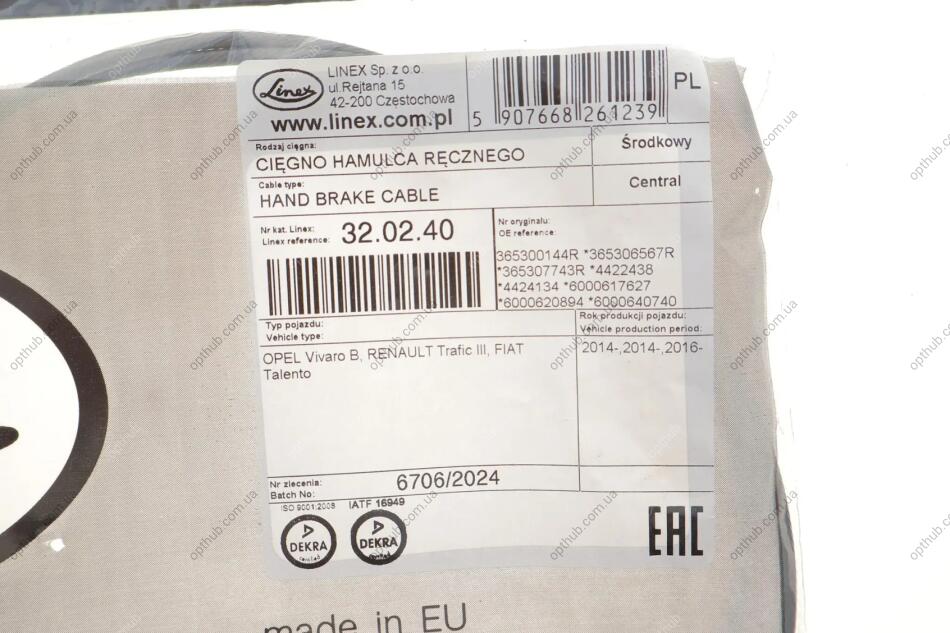 Linex
LINEX Sp. z o.o.
ul.Rejtana 15
42-200 Częstochowa
www.linex.com.pl
5 907668 261239
PL
Rodzaj cięgna:
CIĘGNO HAMULCA RĘCZNEGO
Środkowy
Cable type:
HAND BRAKE CABLE
Central
Nr kat. Linex:
Linex reference:
32.02.40
Nr oryginału:
OE reference:
365300144R *365306567R
*365307743R *4422438
*4424134 *6000617627
*6000620894 *6000640740
Typ pojazdu:
Vehicle type:
Rok produkcji pojazdu:
Vehicle production period:
OPEL Vivaro B, RENAULT Trafic III, FIAT
Talento
2014-,2014-,2016-
Nr zlecenia:
Batch No:
6706/2024
ISO 9001:2008
IATF 16949
DEKRA
DEKRA
EAC
made in EU
opthub.com.ua